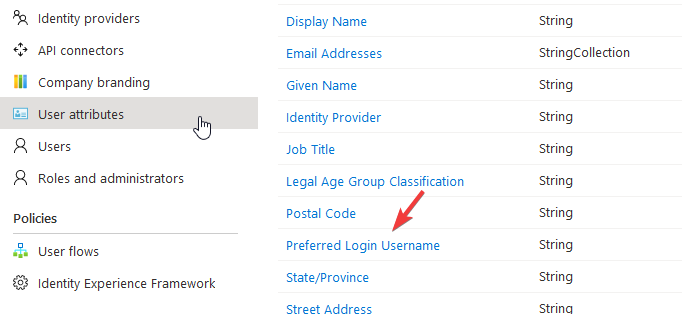 Identity providers
API connectors
Company branding
User attributes
Users
Roles and administrators
Policies
User flows
Identity Experience Framework
Display Name String
Email Addresses StringCollection
Given Name String
Identity Provider String
Job Title String
Legal Age Group Classification String
Postal Code String
Preferred Login Username String
State/Province String
Street Address String